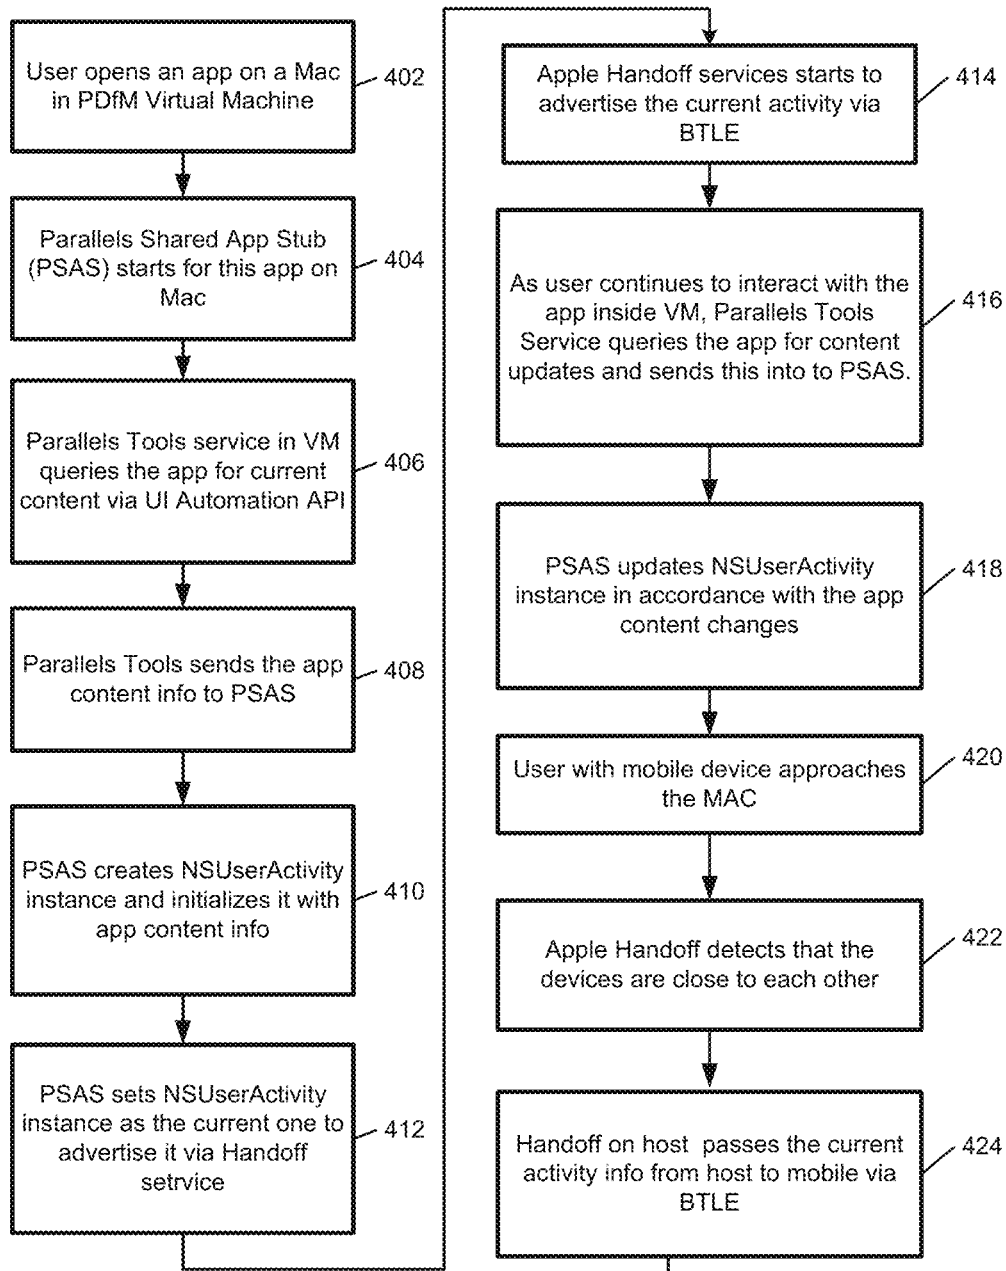 User opens an app on a Mac
in PDfM Virtual Machine
402
Parallels Shared App Stub
(PSAS) starts for this app on
Mac
404
Parallels Tools service in VM
queries the app for current
content via UI Automation API
406
Parallels Tools sends the app
content info to PSAS
408
PSAS creates NSUserActivity
instance and initializes it with
app content info
410
PSAS sets NSUserActivity
instance as the current one to
advertise it via Handoff
setrvice
412
Apple Handoff services starts to
advertise the current activity via
BTLE
414
As user continues to interact with the
app inside VM, Parallels Tools
Service queries the app for content
updates and sends this into to PSAS.
416
PSAS updates NSUserActivity
instance in accordance with the app
content changes
418
User with mobile device approaches
the MAC
420
Apple Handoff detects that the
devices are close to each other
422
Handoff on host passes the current
activity info from host to mobile via
BTLE
424